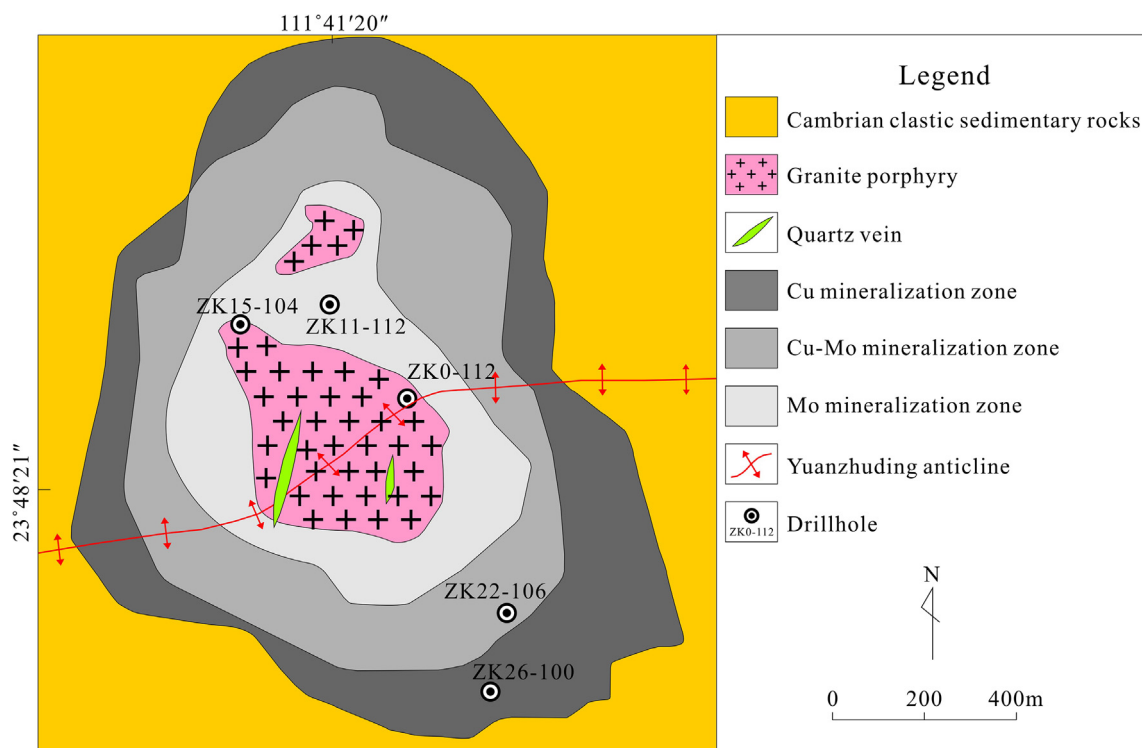 111°41′20″
23°48′21″
ZK15-104
ZK11-112
ZK0-112
ZK22-106
ZK26-100
Legend
Cambrian clastic sedimentary rocks
Granite porphyry
Quartz vein
Cu mineralization zone
Cu-Mo mineralization zone
Mo mineralization zone
Yuanzhuding anticline
ZK0-112
Drillhole
N
0 200 400m